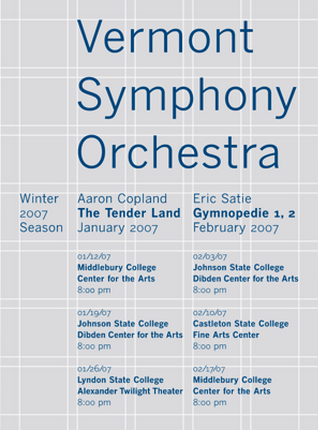 Vermont
Symphony
Orchestra
Winter
2007
Season
Aaron Copland
The Tender Land
January 2007
Eric Satie
Gymnopedie 1, 2
February 2007
01/12/07
Middlebury College
Center for the Arts
8:00 pm
02/03/07
Johnson State College
Dibden Center for the Arts
8:00 pm
01/19/07
Johnson State College
Dibden Center for the Arts
8:00 pm
02/10/07
Castleton State College
Fine Arts Center
8:00 pm
01/26/07
Lyndon State College
Alexander Twilight Theater
8:00 pm
02/17/07
Middlebury College
Center for the Arts
8:00 pm